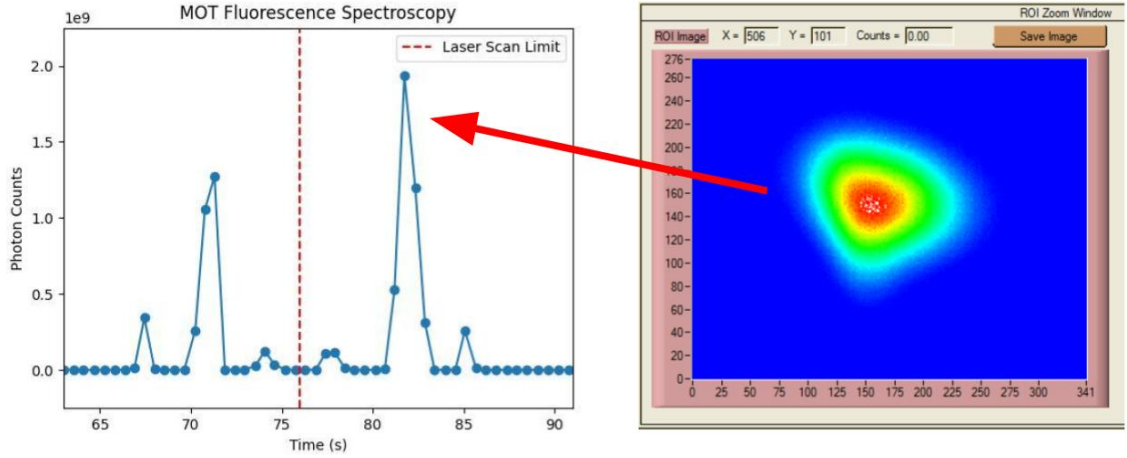 MOT Fluorescence Spectroscopy
1e9
Laser Scan Limit
2.0
1.5
1.0
0.5
0.0
Photon Counts
65 70 75 80 85 90
Time (s)
ROI Zoom Window
ROI Image X = 506 Y = 101 Counts = 0.00 Save Image
276
260
240
220
200
160
140
120
100
80
60
40
20
0
0 25 50 75 100 125 150 175 200 225 250 275 300 341